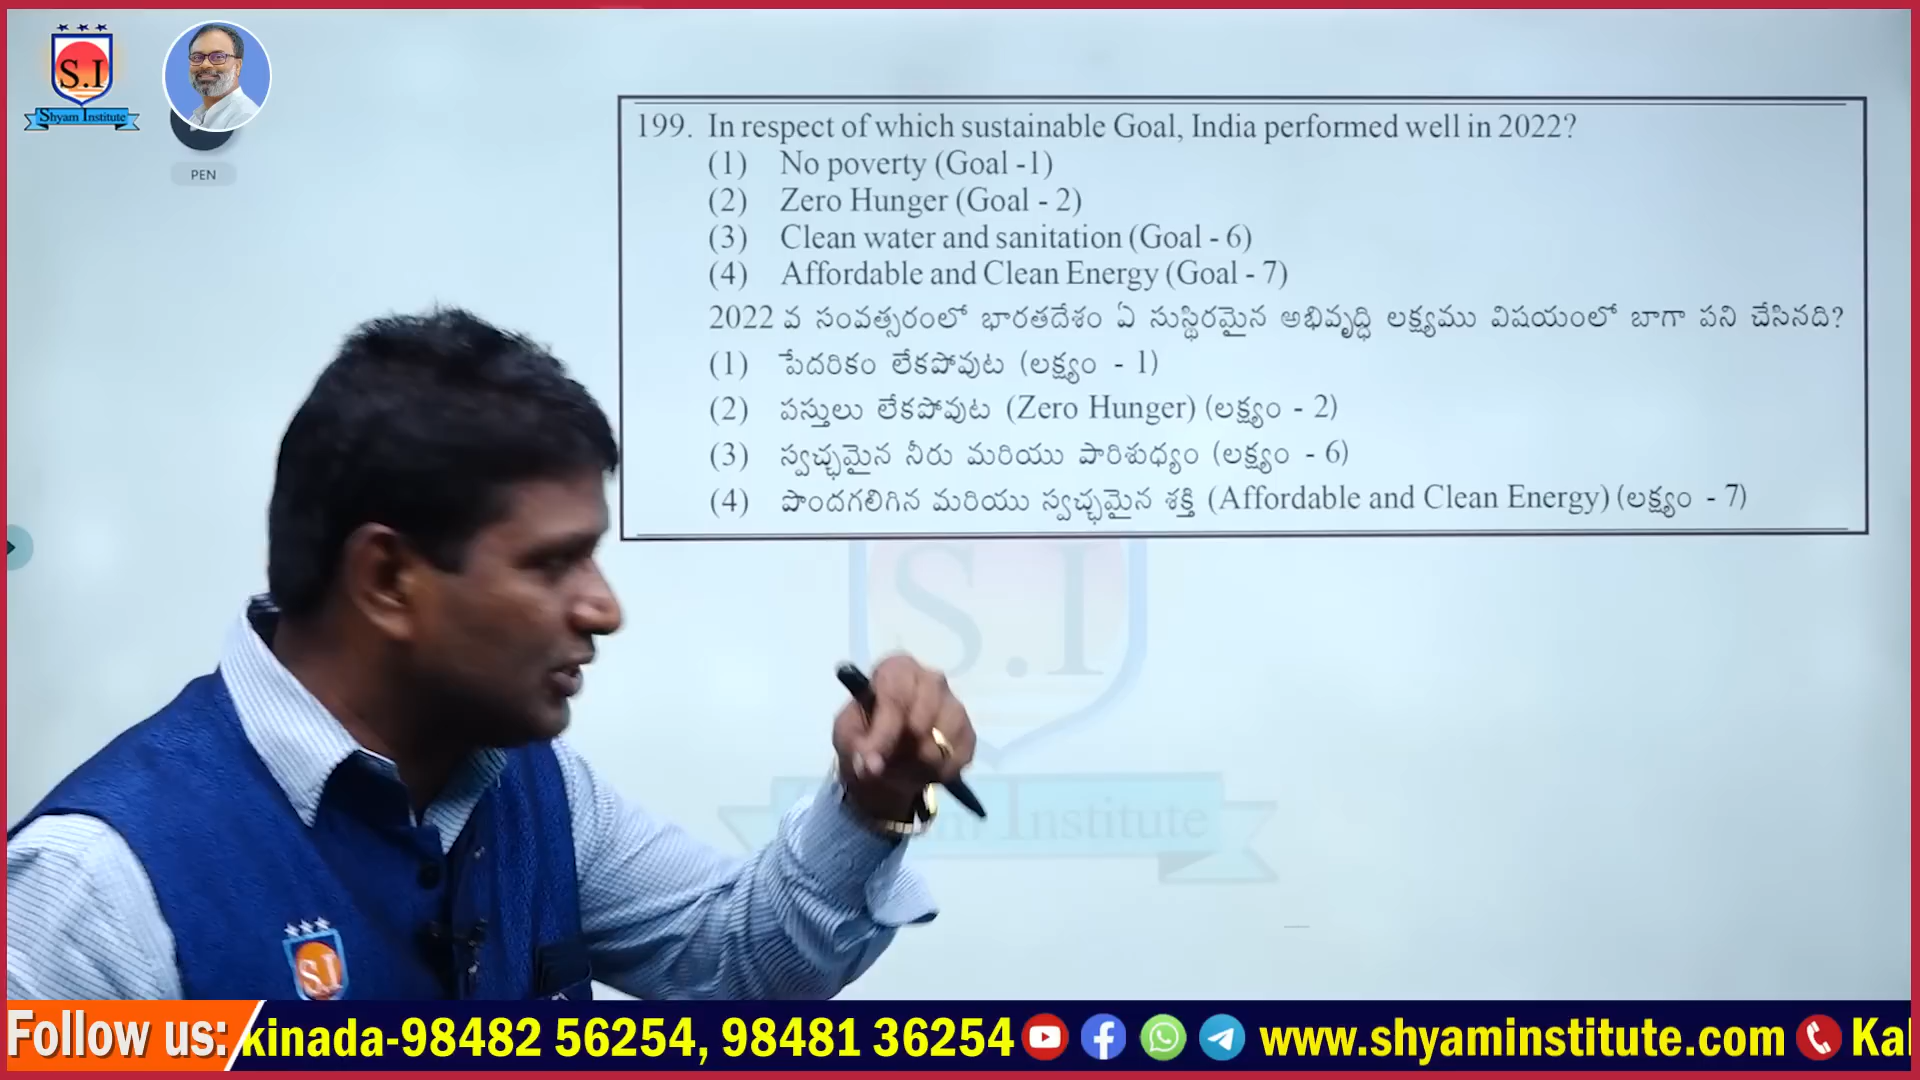 S.I
Shyam Institute
PEN
199. In respect of which sustainable Goal, India performed well in 2022?
(1) No poverty (Goal -1)
(2) Zero Hunger (Goal - 2)
(3) Clean water and sanitation (Goal - 6)
(4) Affordable and Clean Energy (Goal - 7)
2022 వ సంవత్సరంలో భారతదేశం ఏ సుస్థిరమైన అభివృద్ధి లక్ష్యము విషయంలో బాగా పని చేసినది?
(1) పేదరికం లేకపోవుట (లక్ష్యం - 1)
(2) పస్తులు లేకపోవుట (Zero Hunger) (లక్ష్యం - 2)
(3) స్వచ్ఛమైన నీరు మరియు పారిశుధ్యం (లక్ష్యం - 6)
(4) పొందగలిగిన మరియు స్వచ్ఛమైన శక్తి (Affordable and Clean Energy) (లక్ష్యం - 7)
S.I
Institute
S.I
Follow us: kinada-98482 56254, 98481 36254 www.shyaminstitute.com Ka